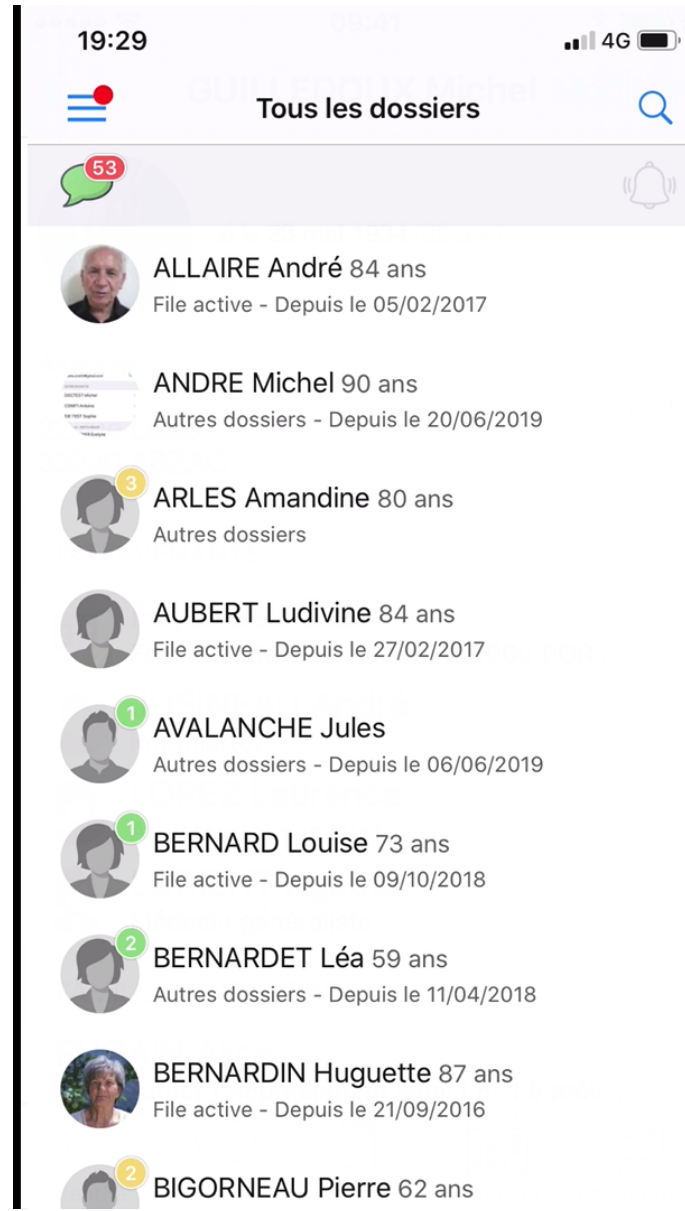 19:29
4G
Tous les dossiers
53
ALLAIRE André 84 ans
File active - Depuis le 05/02/2017
ANDRE Michel 90 ans
Autres dossiers - Depuis le 20/06/2019
3
ARLES Amandine 80 ans
Autres dossiers
AUBERT Ludivine 84 ans
File active - Depuis le 27/02/2017
1
AVALANCHE Jules
Autres dossiers - Depuis le 06/06/2019
1
BERNARD Louise 73 ans
File active - Depuis le 09/10/2018
2
BERNARDET Léa 59 ans
Autres dossiers - Depuis le 11/04/2018
BERNARDIN Huguette 87 ans
File active - Depuis le 21/09/2016
2
BIGORNEAU Pierre 62 ans